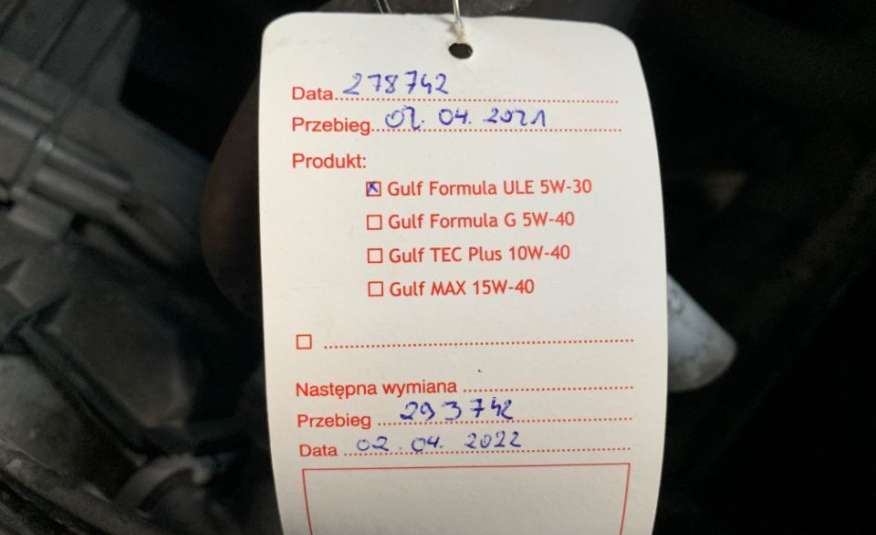 Data 278742
Przebieg 02.04.2021
Produkt:
☒ Gulf Formula ULE 5W-30
☐ Gulf Formula G 5W-40
☐ Gulf TEC Plus 10W-40
☐ Gulf MAX 15W-40
☐
Następna wymiana
Przebieg 293742
Data 02.04.2022